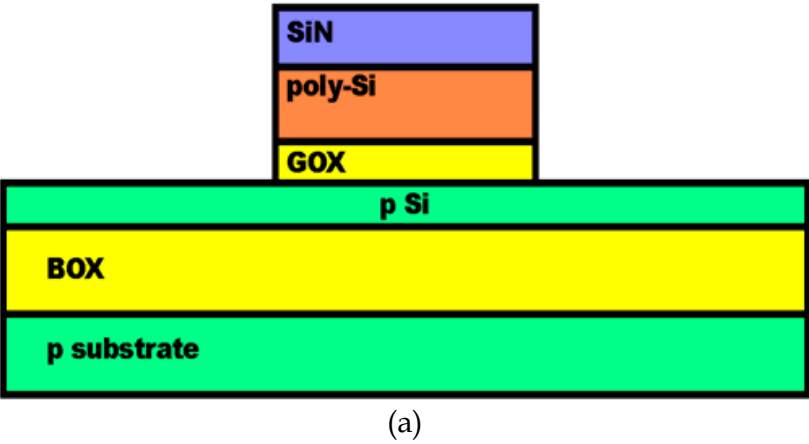 SiN
poly-Si
GOX
p Si
BOX
p substrate
(a)